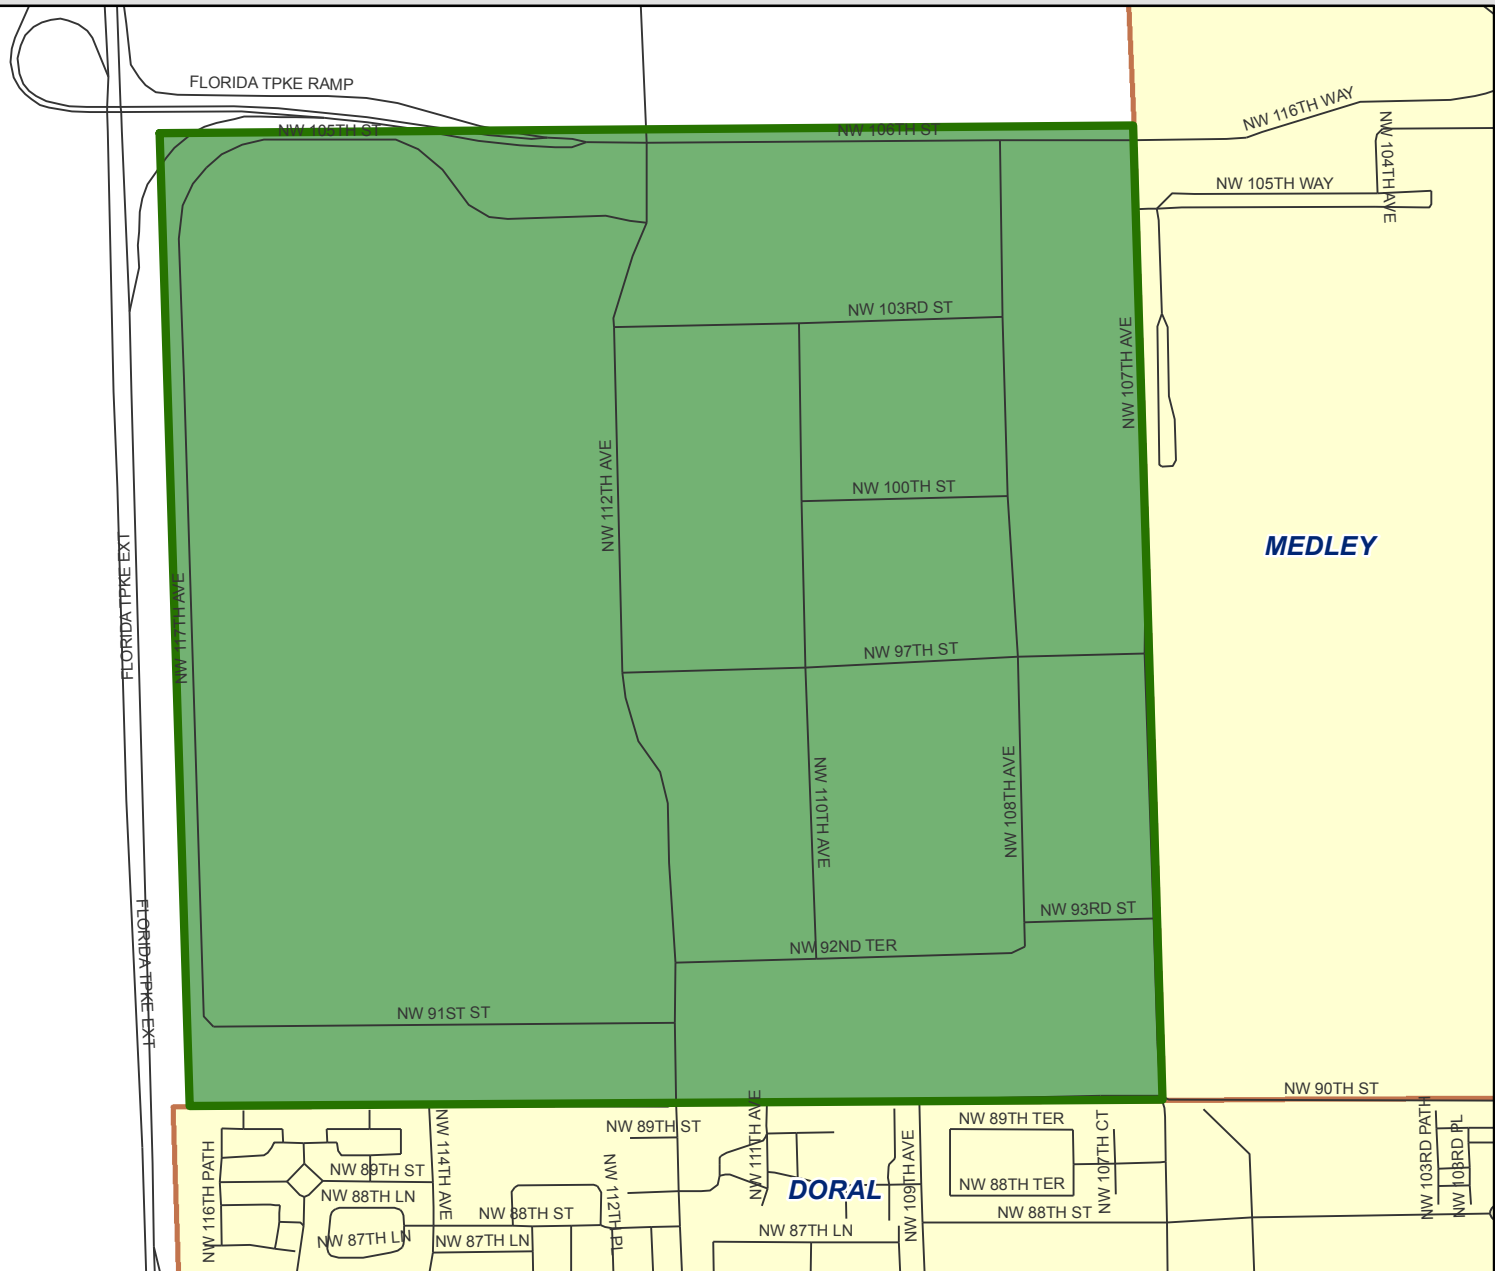 FLORIDA TPKE RAMP
NW 105TH ST
NW 106TH ST
NW 116TH WAY
NW 104TH AVE
NW 105TH WAY
NW 103RD ST
NW 107TH AVE
NW 112TH AVE
NW 100TH ST
MEDLEY
FLORIDA TPKE EXT
NW 117TH AVE
NW 97TH ST
NW 110TH AVE
NW 108TH AVE
NW 93RD ST
NW 92ND TER
FLORIDA TPKE EXT
NW 91ST ST
NW 90TH ST
NW 116TH PATH
NW 89TH ST
NW 88TH LN
NW 87TH LN
NW 114TH AVE
NW 88TH ST
NW 87TH LN
NW 89TH ST
NW 112TH PL
NW 111TH AVE
DORAL
NW 87TH LN
NW 109TH AVE
NW 89TH TER
NW 88TH TER
NW 107TH CT
NW 88TH ST
NW 103RD PATH
NW 103RD PL